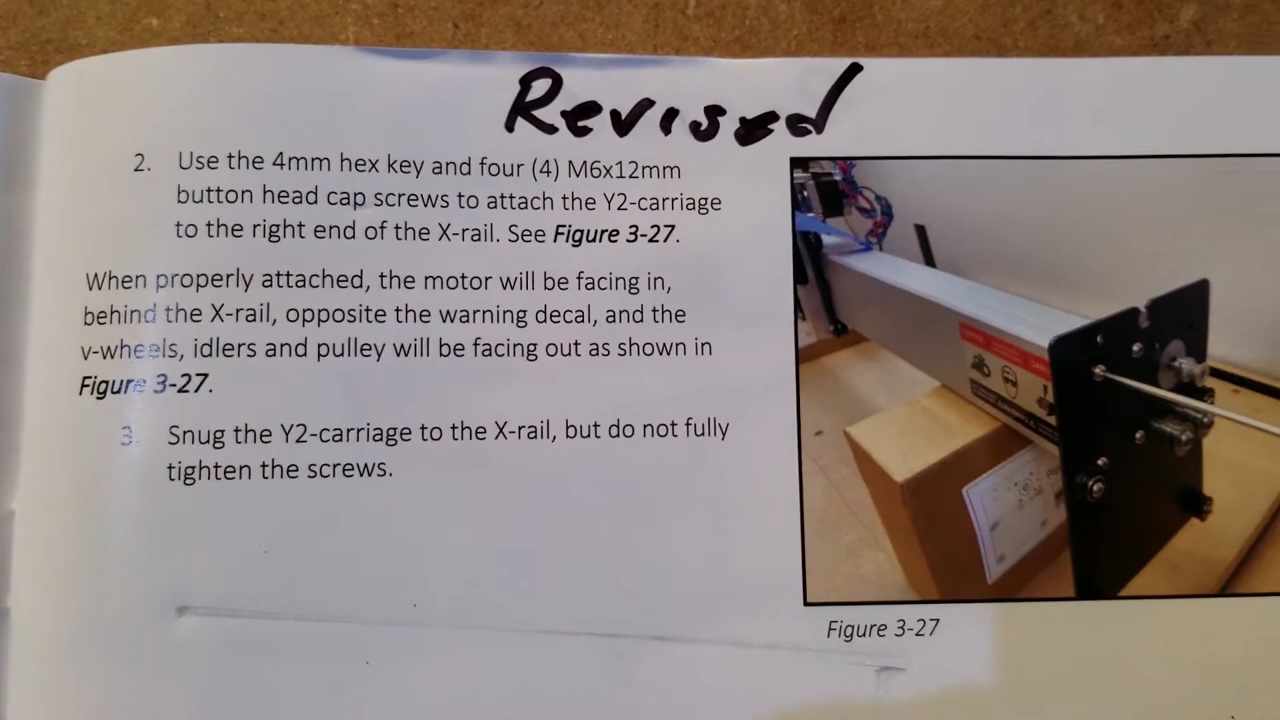 Revised
2. Use the 4mm hex key and four (4) M6x12mm
button head cap screws to attach the Y2-carriage
to the right end of the X-rail. See Figure 3-27.
When properly attached, the motor will be facing in,
behind the X-rail, opposite the warning decal, and the
v-wheels, idlers and pulley will be facing out as shown in
Figure 3-27.
3. Snug the Y2-carriage to the X-rail, but do not fully
tighten the screws.
Figure 3-27